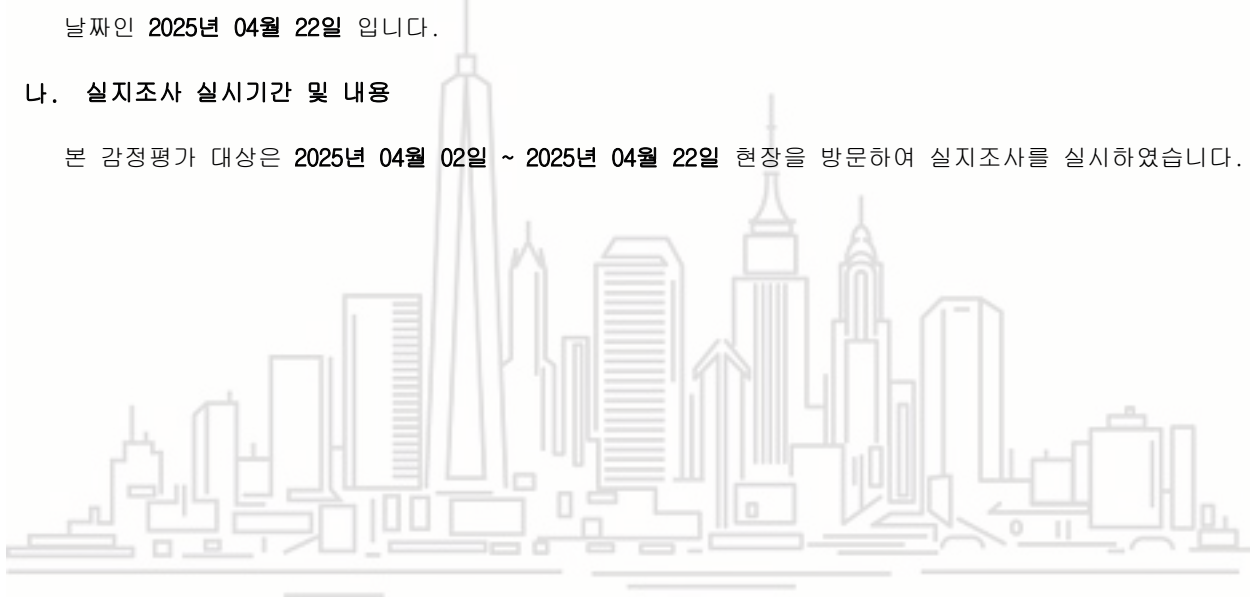 날짜인 2025년 04월 22일 입니다.
나. 실지조사 실시기간 및 내용
본 감정평가 대상은 2025년 04월 02일 ~ 2025년 04월 22일 현장을 방문하여 실지조사를 실시하였습니다.